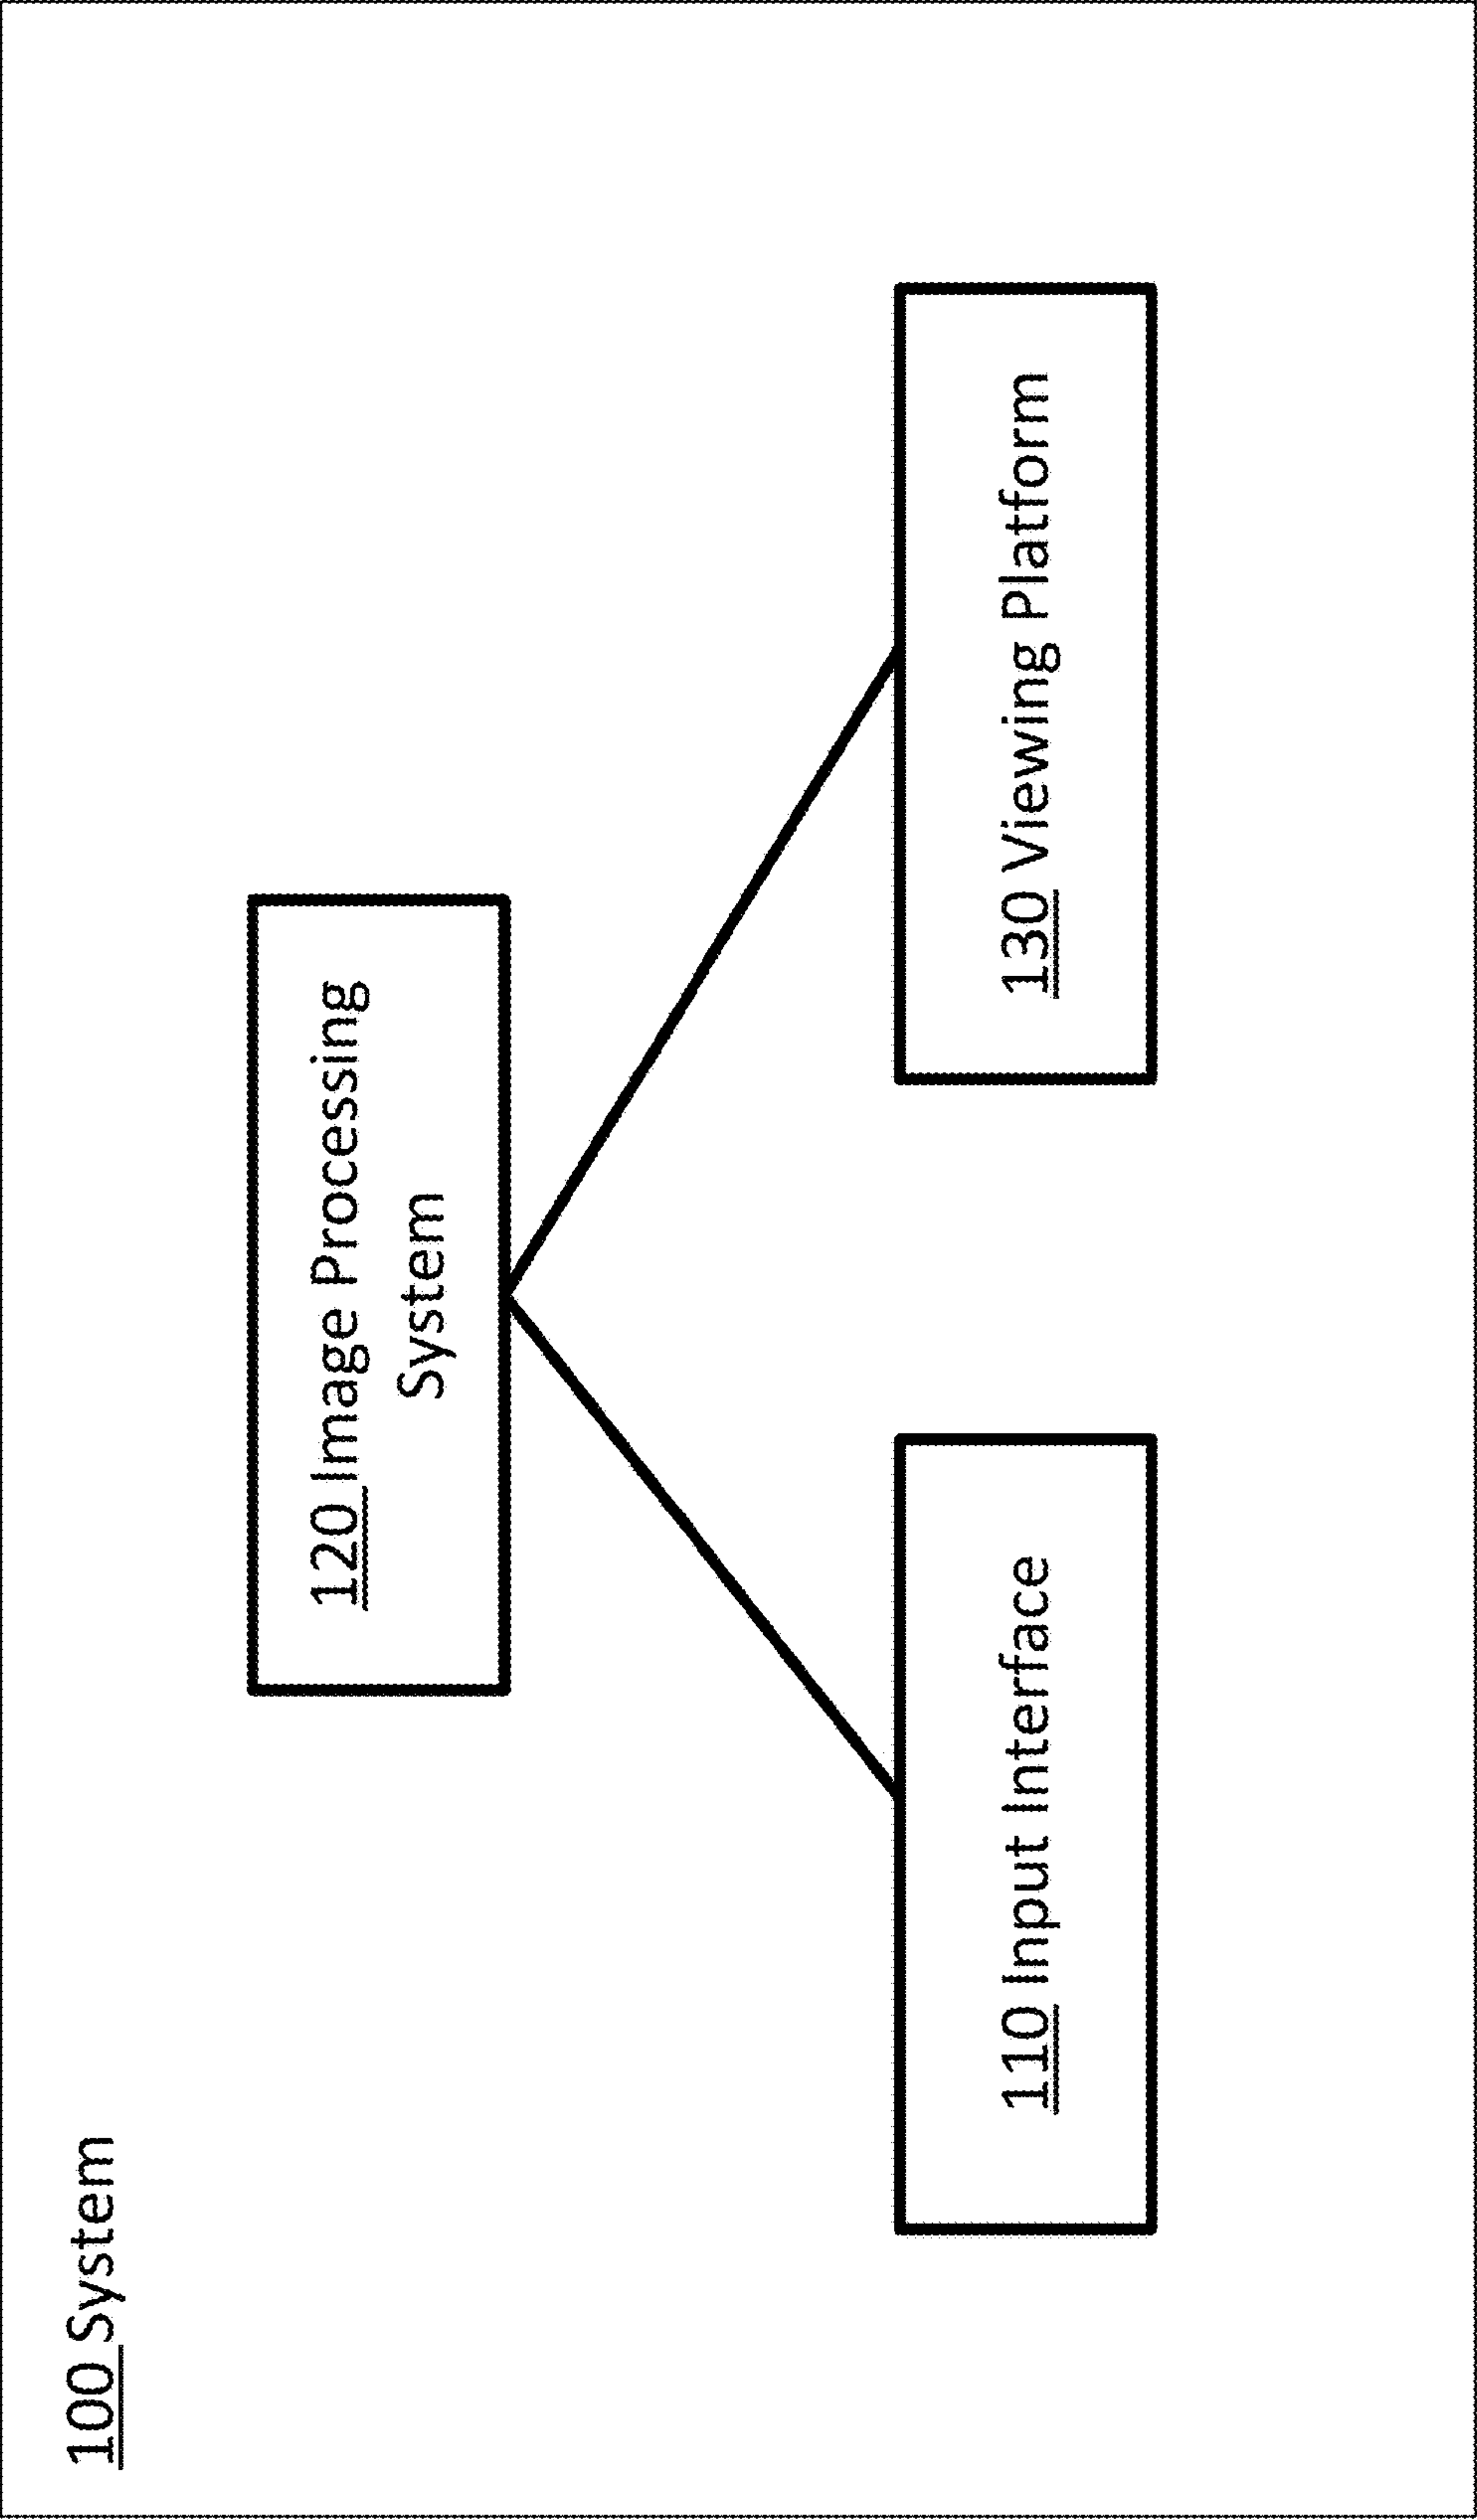 100 System
120 Image Processing
System
110 Input Interface
130 Viewing Platform